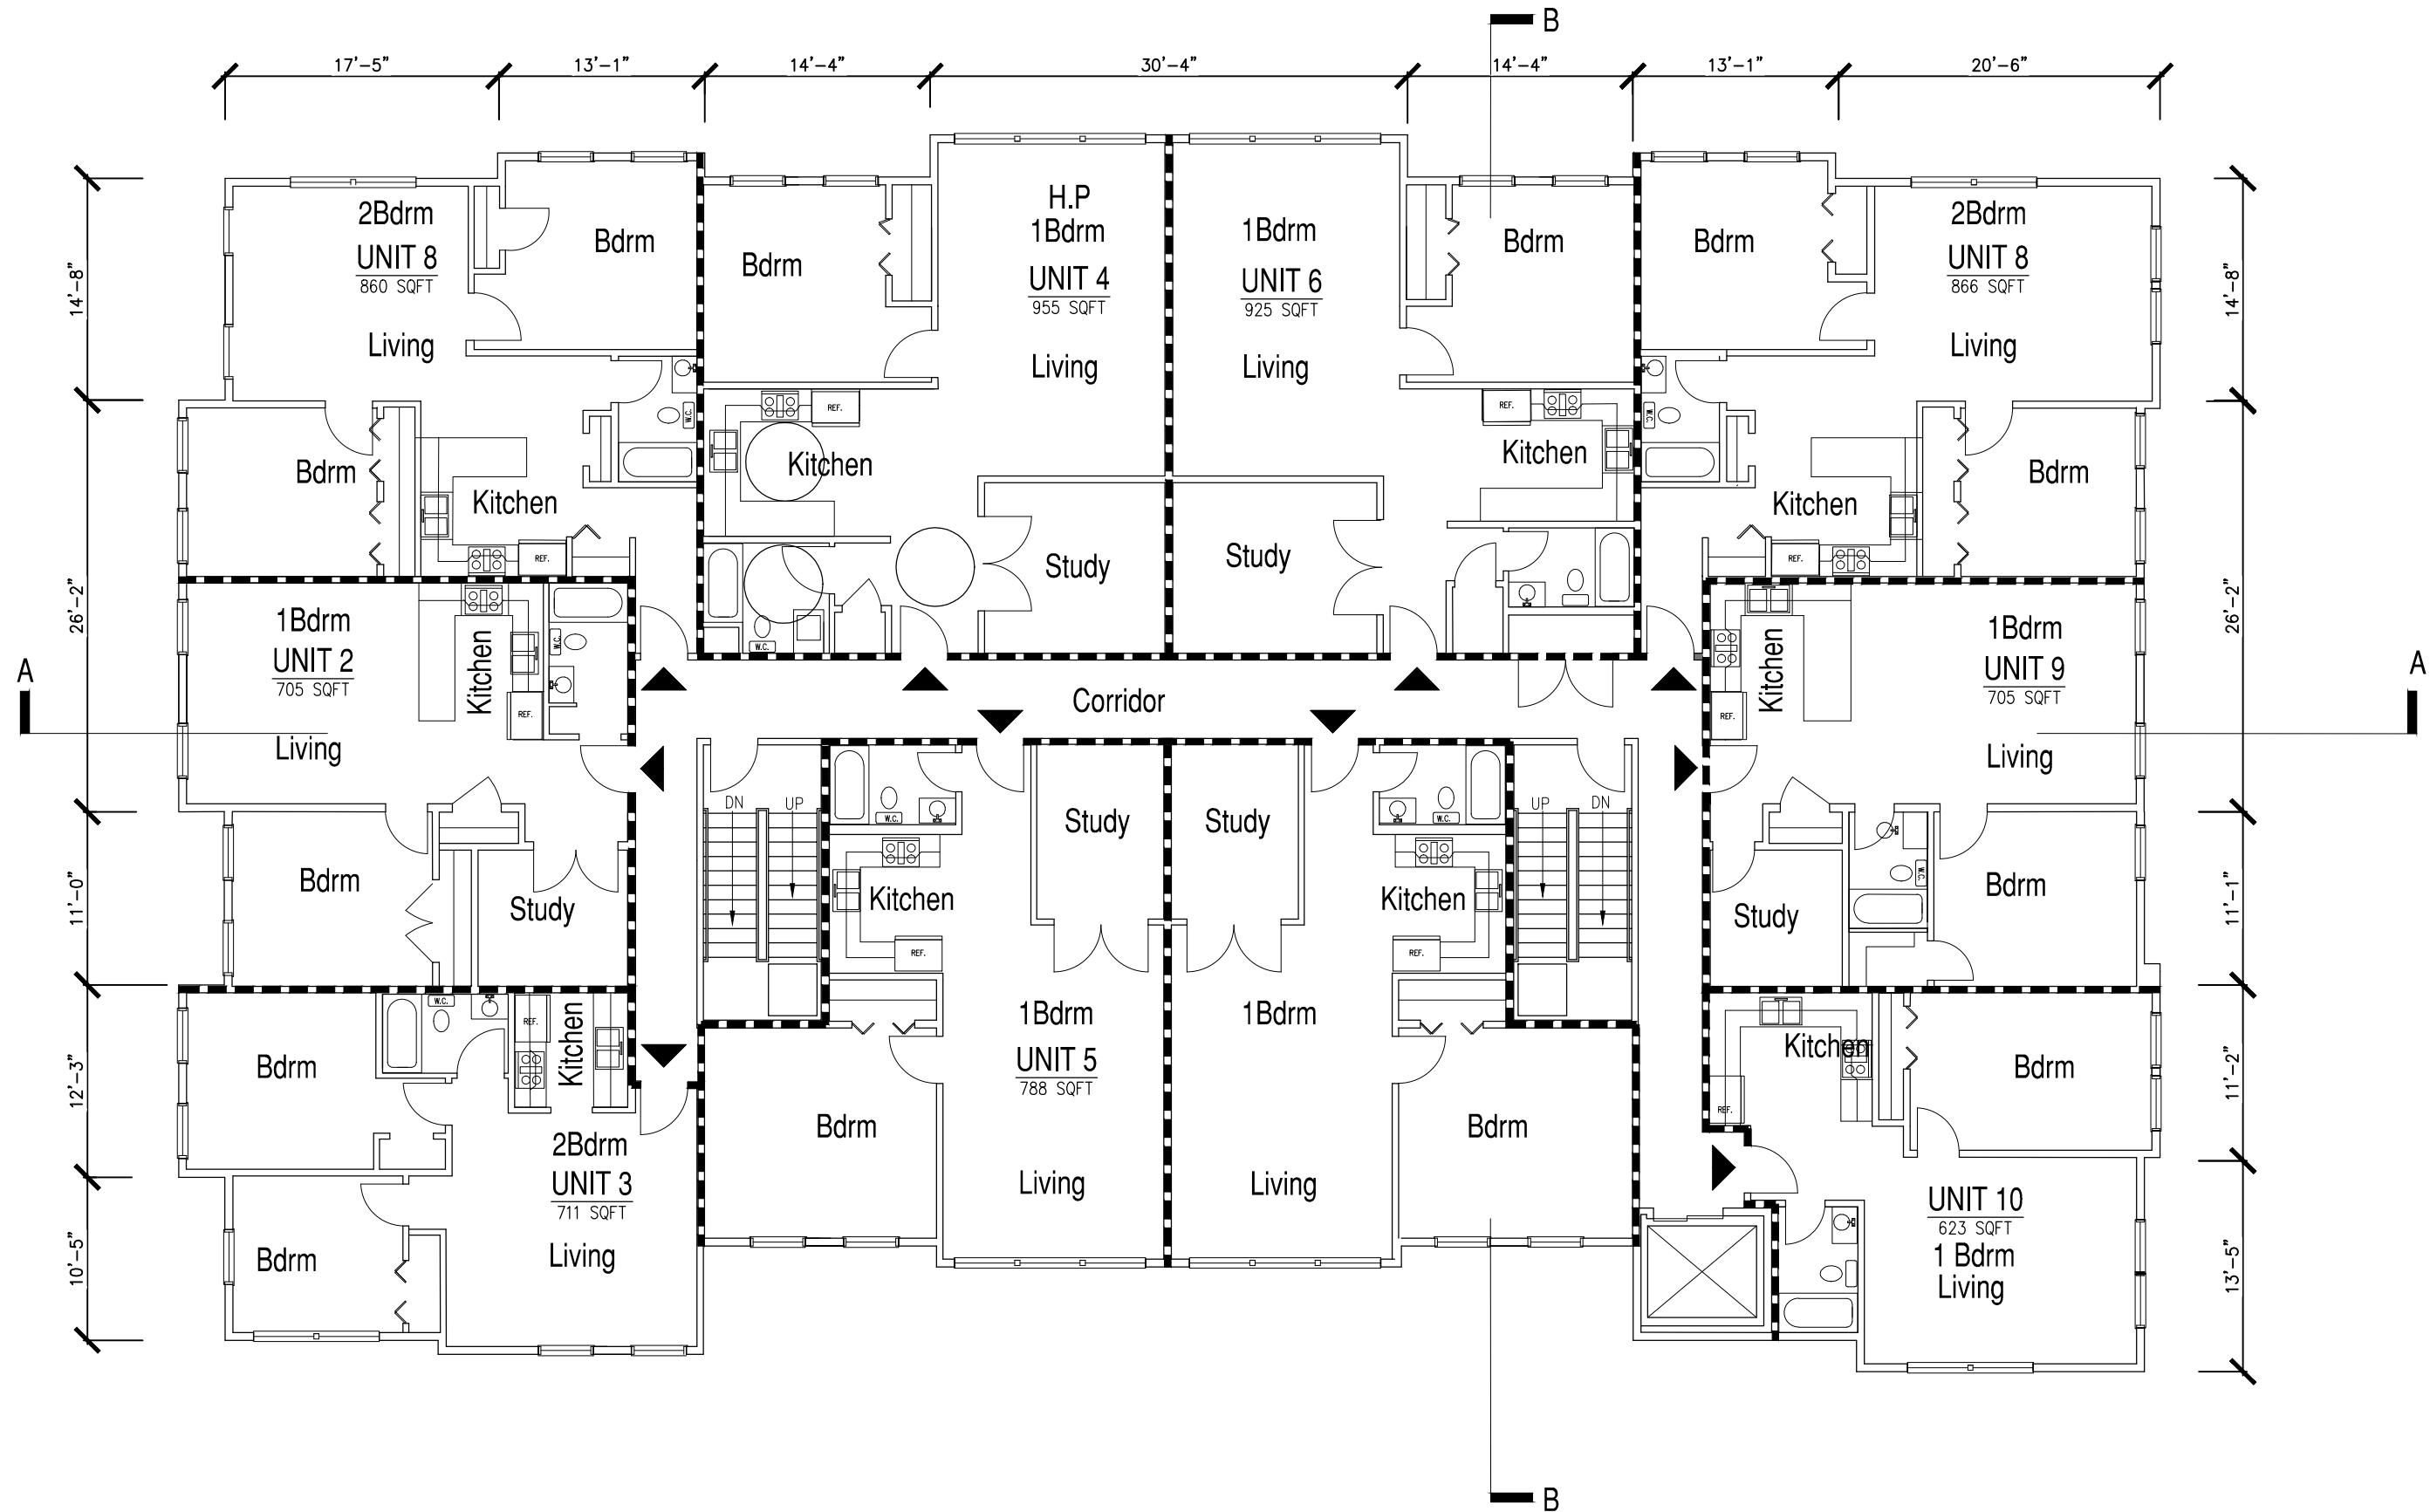 B
17'-5"
13'-1"
14'-4"
30'-4"
14'-4"
13'-1"
20'-6"
14'-8"
26'-2"
11'-0"
12'-3"
10'-5"
A
2Bdrm
UNIT 8
860 SQFT
Living
Bdrm
Bdrm
Kitchen
REF.
W.C.
Bdrm
H.P
1Bdrm
UNIT 4
955 SQFT
Living
REF.
Kitchen
Study
W.C.
1Bdrm
UNIT 6
925 SQFT
Living
Bdrm
REF.
Kitchen
Study
Bdrm
2Bdrm
UNIT 8
866 SQFT
Living
W.C.
Bdrm
Kitchen
REF.
1Bdrm
UNIT 2
705 SQFT
Living
Kitchen
REF.
W.C.
Bdrm
Study
Corridor
1Bdrm
UNIT 9
705 SQFT
Living
Kitchen
REF.
Study
W.C.
Bdrm
DN
UP
W.C.
Study
Kitchen
REF.
1Bdrm
UNIT 5
788 SQFT
Bdrm
Living
Study
W.C.
Kitchen
REF.
1Bdrm
Bdrm
Living
UP
DN
Bdrm
W.C.
REF.
Kitchen
2Bdrm
UNIT 3
711 SQFT
Living
Bdrm
Kitchen
REF.
Bdrm
UNIT 10
623 SQFT
1 Bdrm
Living
14'-8"
26'-2"
11'-1"
11'-2"
13'-5"
A
B